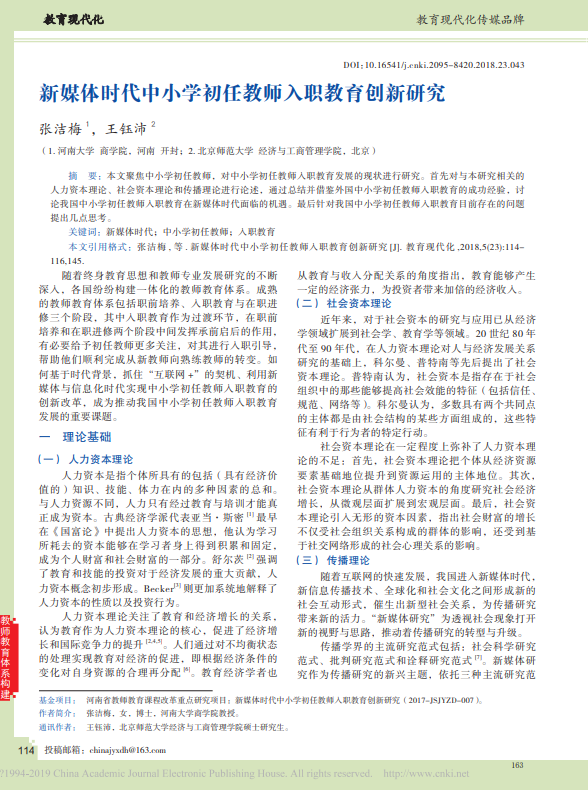 教育现代化
教育现代化传媒品牌
DOI:10.16541/j.cnki.2095-8420.2018.23.043
新媒体时代中小学初任教师入职教育创新研究
张洁梅 1，王钰沛 2
（1.河南大学 商学院，河南 开封；2.北京师范大学 经济与工商管理学院，北京）
摘 要：本文聚焦中小学初任教师，对中小学初任教师入职教育发展的现状进行研究。首先对与本研究相关的
人力资本理论、社会资本理论和传播理论进行论述，通过总结并借鉴外国中小学初任教师入职教育的成功经验，讨
论我国中小学初任教师入职教育在新媒体时代面临的机遇。最后针对我国中小学初任教师入职教育目前存在的问题
提出几点思考。
关键词：新媒体时代；中小学初任教师；入职教育
本文引用格式：张洁梅,等.新媒体时代中小学初任教师入职教育创新研究[J].教育现代化,2018,5(23):114-
116,145.
随着终身教育思想和教师专业发展研究的不断
深入，各国纷纷构建一体化的教师教育体系。成熟
的教师教育体系包括职前培养、入职教育与在职进
修三个阶段，其中入职教育作为过渡环节，在职前
培养和在职进修两个阶段中间发挥承前启后的作用，
有必要给予初任教师更多关注，对其进行入职引导，
帮助他们顺利完成从新教师向熟练教师的转变。如
何基于时代背景，抓住“互联网+”的契机、利用新
媒体与信息化时代实现中小学初任教师入职教育的
创新改革，成为推动我国中小学初任教师入职教育
发展的重要课题。
一 理论基础
（一）人力资本理论
人力资本是指个体所具有的包括（具有经济价
值的）知识、技能、体力在内的多种因素的总和。
与人力资源不同，人力只有经过教育与培训才能真
正成为资本。古典经济学派代表亚当·斯密 [1] 最早
在《国富论》中提出人力资本的思想，他认为学习
所耗去的资本能够在学习者身上得到积累和固定，
成为个人财富和社会财富的一部分。舒尔茨 [2] 强调
了教育和技能的投资对于经济发展的重大贡献，人
力资本概念初步形成。Becker[3] 则更加系统地解释了
人力资本的性质以及投资行为。
人力资本理论关注了教育和经济增长的关系，
认为教育作为人力资本理论的核心，促进了经济增
长和国际竞争力的提升 [2,4,5]。人们通过对不均衡状态
的处理实现教育对经济的促进，即根据经济条件的
变化对自身资源的合理再分配 [6]。教育经济学者也
从教育与收入分配关系的角度指出，教育能够产生
一定的经济张力，为投资者带来加倍的经济收入。
（二）社会资本理论
近年来，对于社会资本的研究与应用已从经济
学领域扩展到社会学、教育学等领域。20 世纪 80 年
代至 90 年代，在人力资本理论对人与经济发展关系
研究的基础上，科尔曼、普特南等先后提出了社会
资本理论。普特南认为，社会资本是指存在于社会
组织中的那些能够提高社会效能的特征（包括信任、
规范、网络等）。科尔曼认为，多数具有两个共同点
的主体都是由社会结构的某些方面组成的，这些特
征有利于行为者的特定行动。
社会资本理论在一定程度上弥补了人力资本理
论的不足：首先，社会资本理论把个体从经济资源
要素基础地位提升到资源运用的主体地位。其次，
社会资本理论从群体人力资本的角度研究社会经济
增长，从微观层面扩展到宏观层面。最后，社会资
本理论引入无形的资本因素，指出社会财富的增长
不仅受社会组织关系构成的群体的影响，还受到基
于社交网络形成的社会心理关系的影响。
（三）传播理论
随着互联网的快速发展，我国进入新媒体时代，
新信息传播技术、全球化和社会文化之间形成新的
社会互动形式，催生出新型社会关系，为传播研究
带来新的活力。“新媒体研究”为透视社会现象打开
新的视野与思路，推动着传播研究的转型与升级。
传播学界的主流研究范式包括：社会科学研究
范式、批判研究范式和诠释研究范式 [7]。新媒体研
究作为传播研究的新兴主题，依托三种主流研究范
教师教育体系构建
基金项目： 河南省教师教育课程改革重点研究项目：新媒体时代中小学初任教师入职教育创新研究（2017-JSJYZD-007）。
作者简介： 张洁梅，女，博士，河南大学商学院教授。
通讯作者： 王钰沛，北京师范大学经济与工商管理学院硕士研究生。
114 投稿邮箱：chinajyxdh@163.com
163
?1994-2019 China Academic Journal Electronic Publishing House. All rights reserved. http://www.cnki.net